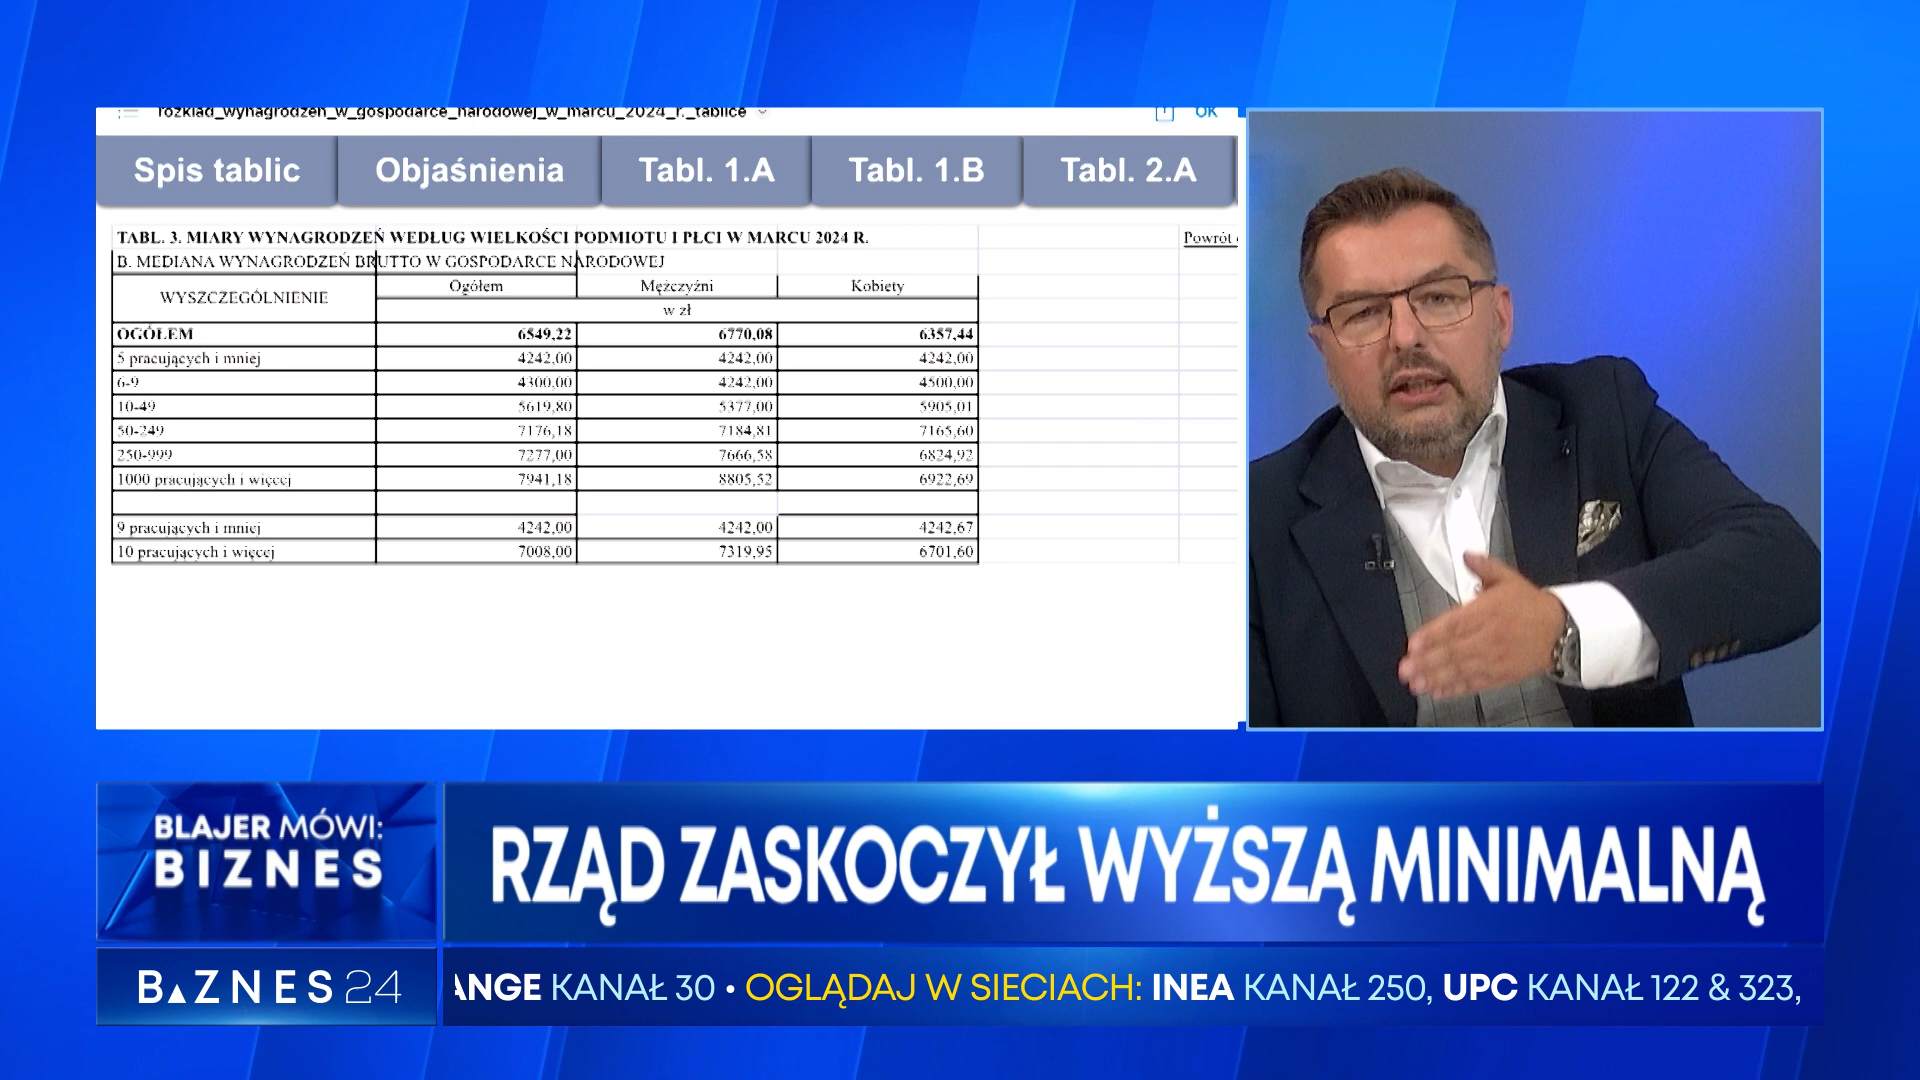 rozkład_wynagrodzeń_w_gospodarce_narodowej_w_marcu_2024_r._tablice
OK
Spis tablic Objaśnienia Tabl. 1.A Tabl. 1.B Tabl. 2.A
TABL. 3. MIARY WYNAGRODZEŃ WEDŁUG WIELKOŚCI PODMIOTU I PŁCI W MARCU 2024 R.
Powrót
B. MEDIANA WYNAGRODZEŃ BRUTTO W GOSPODARCE NARODOWEJ
WYSZCZEGÓLNIENIE Ogółem Mężczyźni Kobiety
w zł
OGÓŁEM 6549,22 6770,08 6357,44
5 pracujących i mniej 4242,00 4242,00 4242,00
6-9 4300,00 4242,00 4500,00
10-49 5619,80 5377,00 5905,01
50-249 7176,18 7184,81 7165,60
250-999 7277,00 7666,58 6824,92
1000 pracujących i więcej 7941,18 8805,52 6922,69
9 pracujących i mniej 4242,00 4242,00 4242,67
10 pracujących i więcej 7008,00 7319,95 6701,60
BLAJER MÓWI:
BIZNES
RZĄD ZASKOCZYŁ WYŻSZĄ MINIMALNĄ
BIZNES24
ANGE KANAŁ 30 • OGLĄDAJ W SIECIACH: INEA KANAŁ 250, UPC KANAŁ 122 & 323,